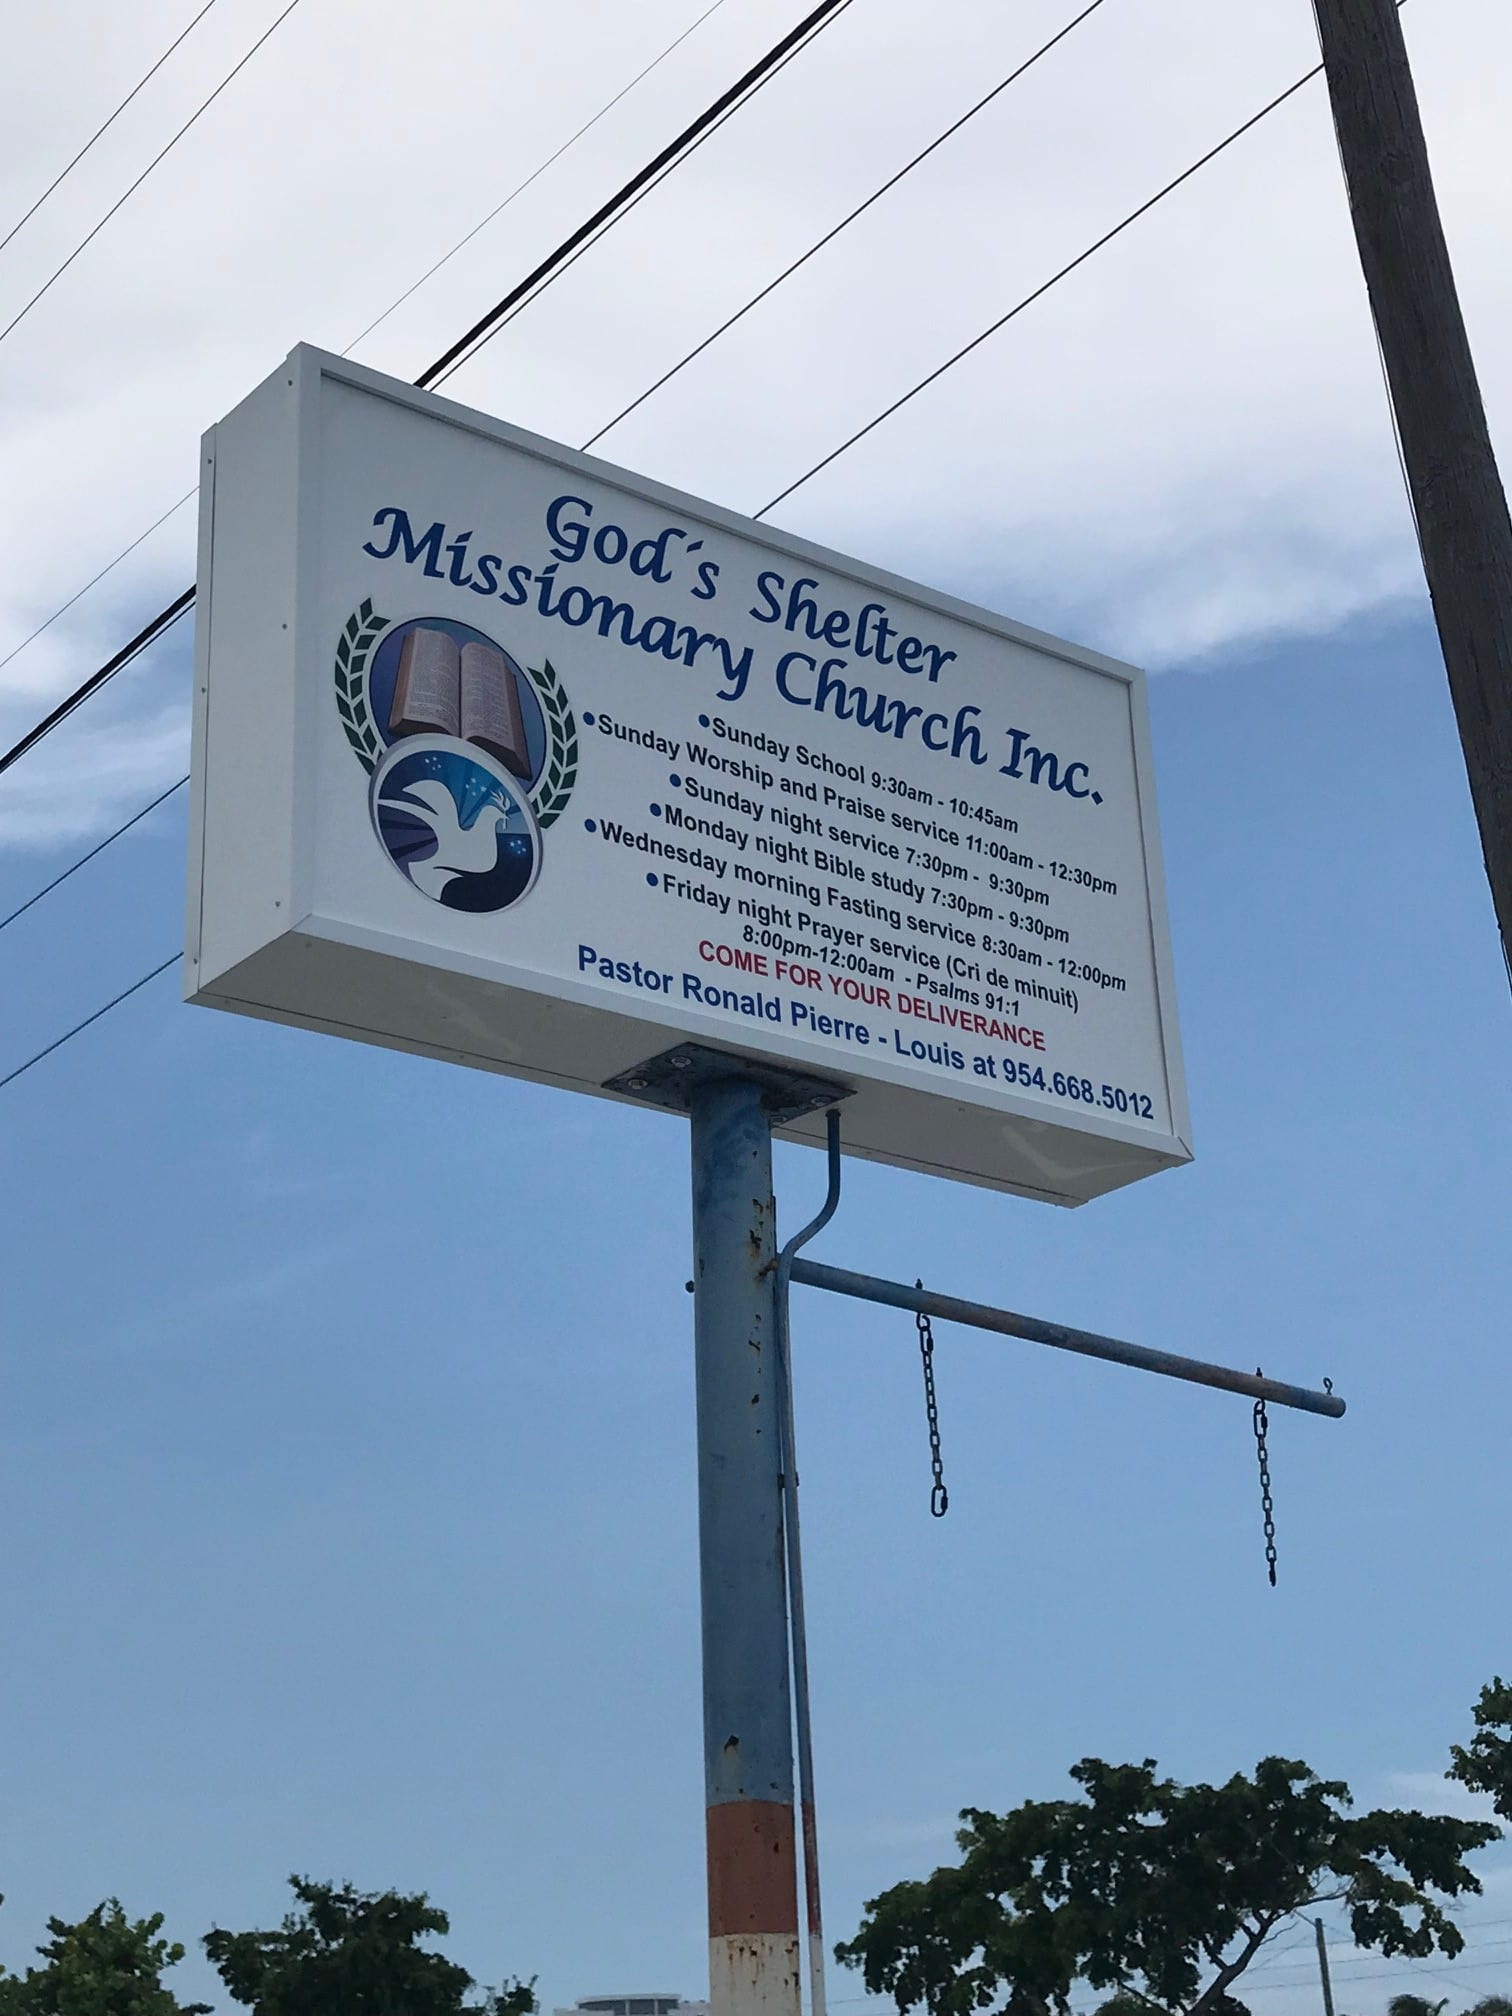 God's Shelter
Missionary Church Inc.
•Sunday School 9:30am - 10:45am
•Sunday Worship and Praise service 11:00am - 12:30pm
•Sunday night service 7:30pm - 9:30pm
•Monday night Bible study 7:30pm - 9:30pm
•Wednesday morning Fasting service 8:30am - 12:00pm
•Friday night Prayer service (Cri de minuit)
8:00pm-12:00am - Psalms 91:1
COME FOR YOUR DELIVERANCE
Pastor Ronald Pierre - Louis at 954.668.5012